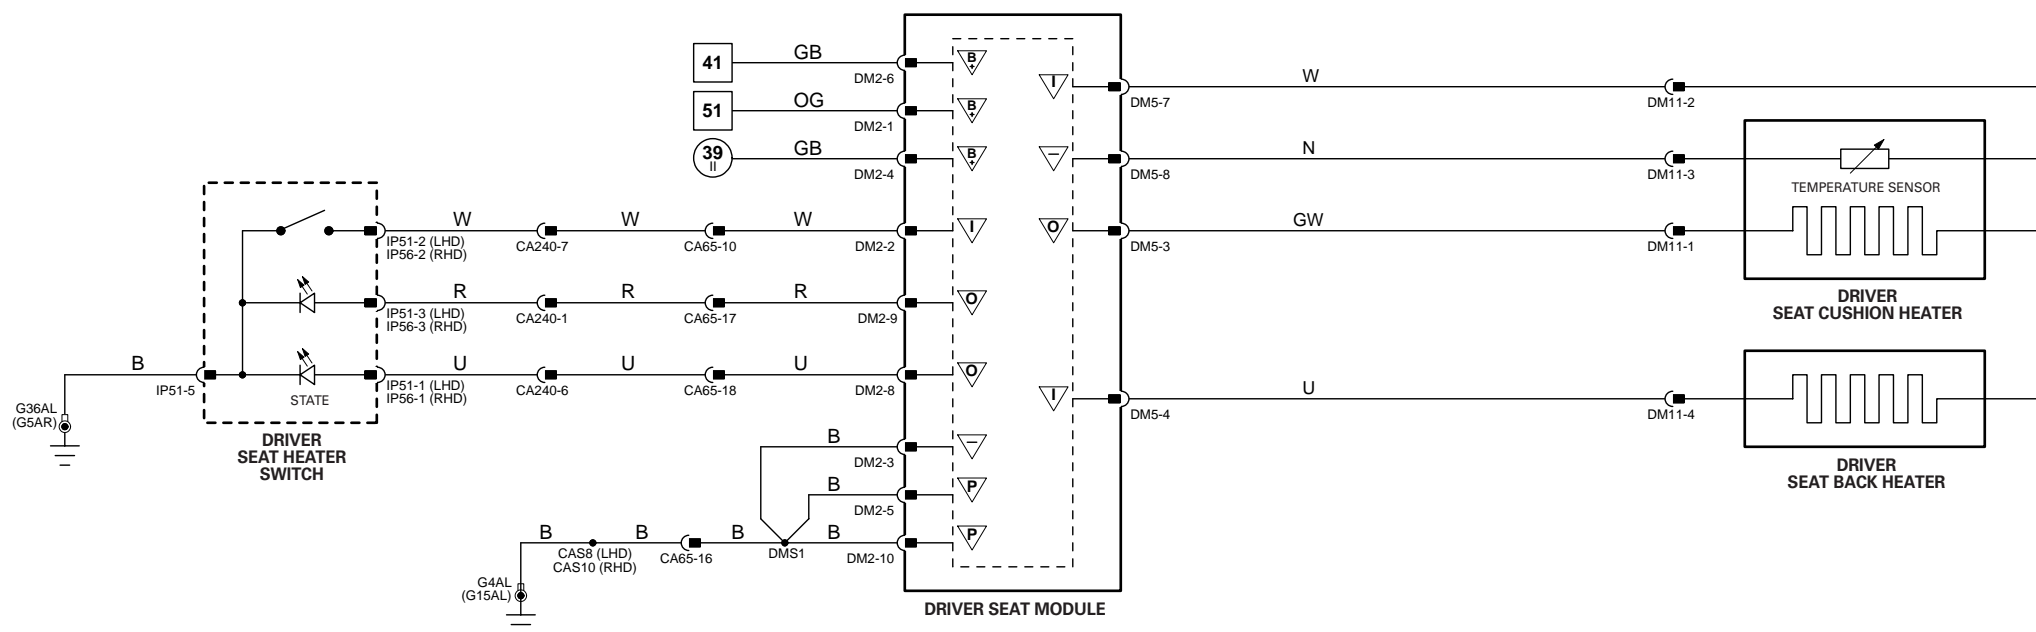 41
GB
DM2-6
B+
51
OG
DM2-1
B+
39
II
GB
DM2-4
B+
I
DM5-7
W
DM11-2
–
DM5-8
N
DM11-3
TEMPERATURE SENSOR
O
DM5-3
GW
DM11-1
DRIVER
SEAT CUSHION HEATER
IP51-2 (LHD)
IP56-2 (RHD)
W
CA240-7
W
CA65-10
W
DM2-2
I
IP51-3 (LHD)
IP56-3 (RHD)
R
CA240-1
R
CA65-17
R
DM2-9
O
B
IP51-5
STATE
IP51-1 (LHD)
IP56-1 (RHD)
U
CA240-6
U
CA65-18
U
DM2-8
O
I
DM5-4
U
DM11-4
DRIVER
SEAT BACK HEATER
G36AL
(G5AR)
DRIVER
SEAT HEATER
SWITCH
B
DM2-3
–
B
DM2-5
P
B
CAS8 (LHD)
CAS10 (RHD)
B
CA65-16
B
DMS1
B
DM2-10
P
G4AL
(G15AL)
DRIVER SEAT MODULE